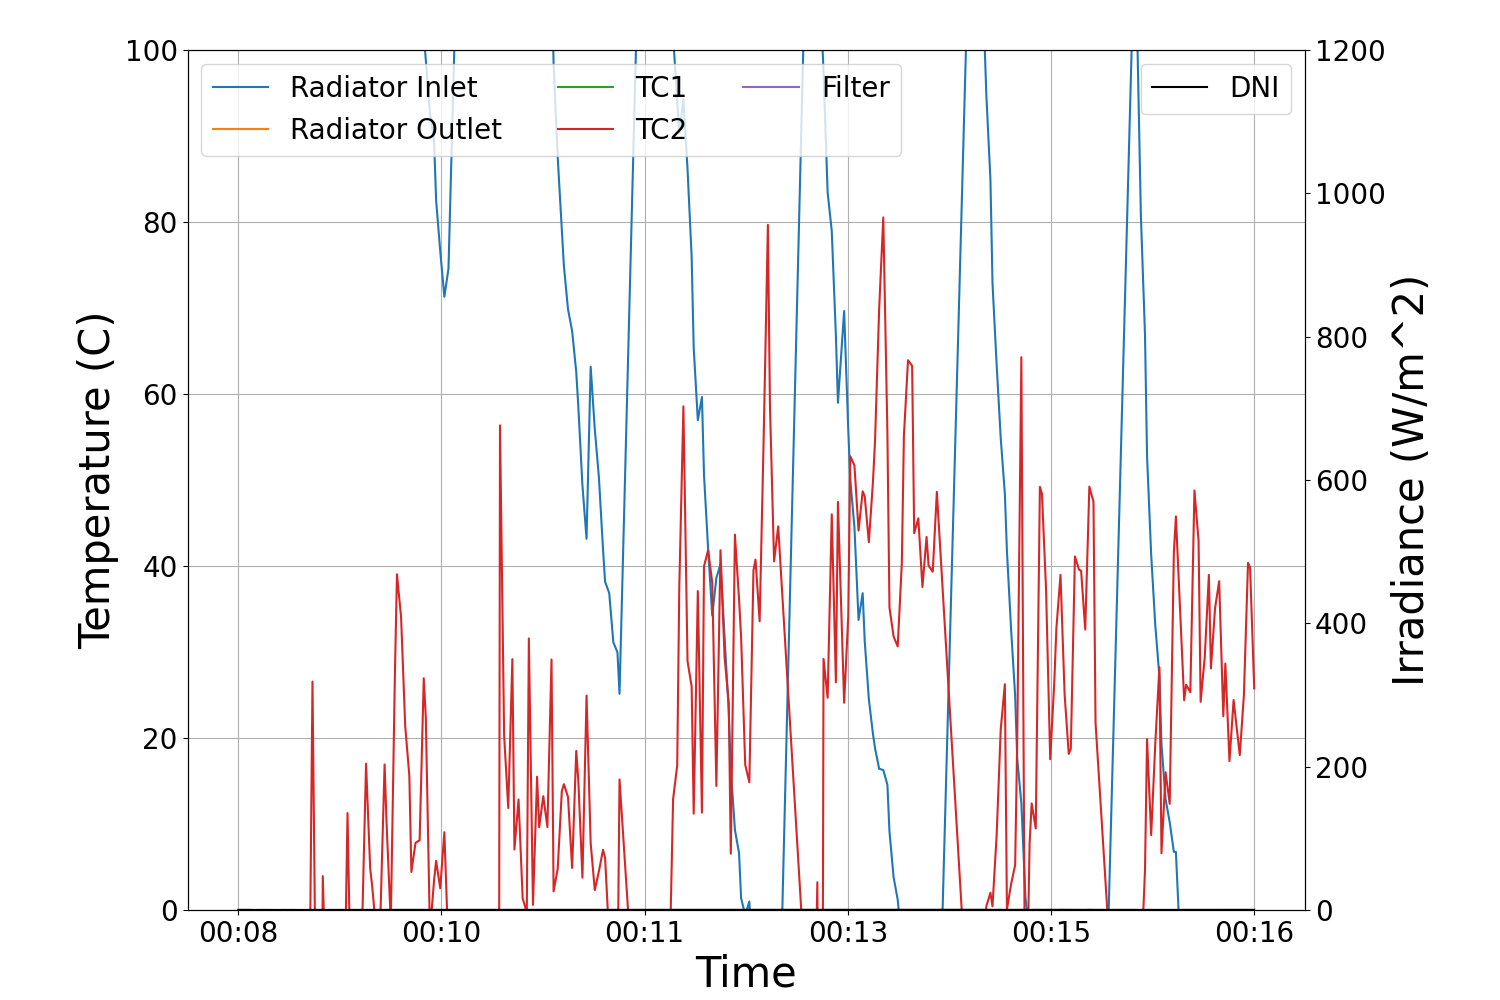 100
80
60
40
20
0
Temperature (C)
Radiator Inlet
Radiator Outlet
TC1
TC2
Filter
DNI
1200
1000
800
600
400
200
0
Irradiance (W/m^2)
00:08 00:10 00:11 00:13 00:15 00:16
Time